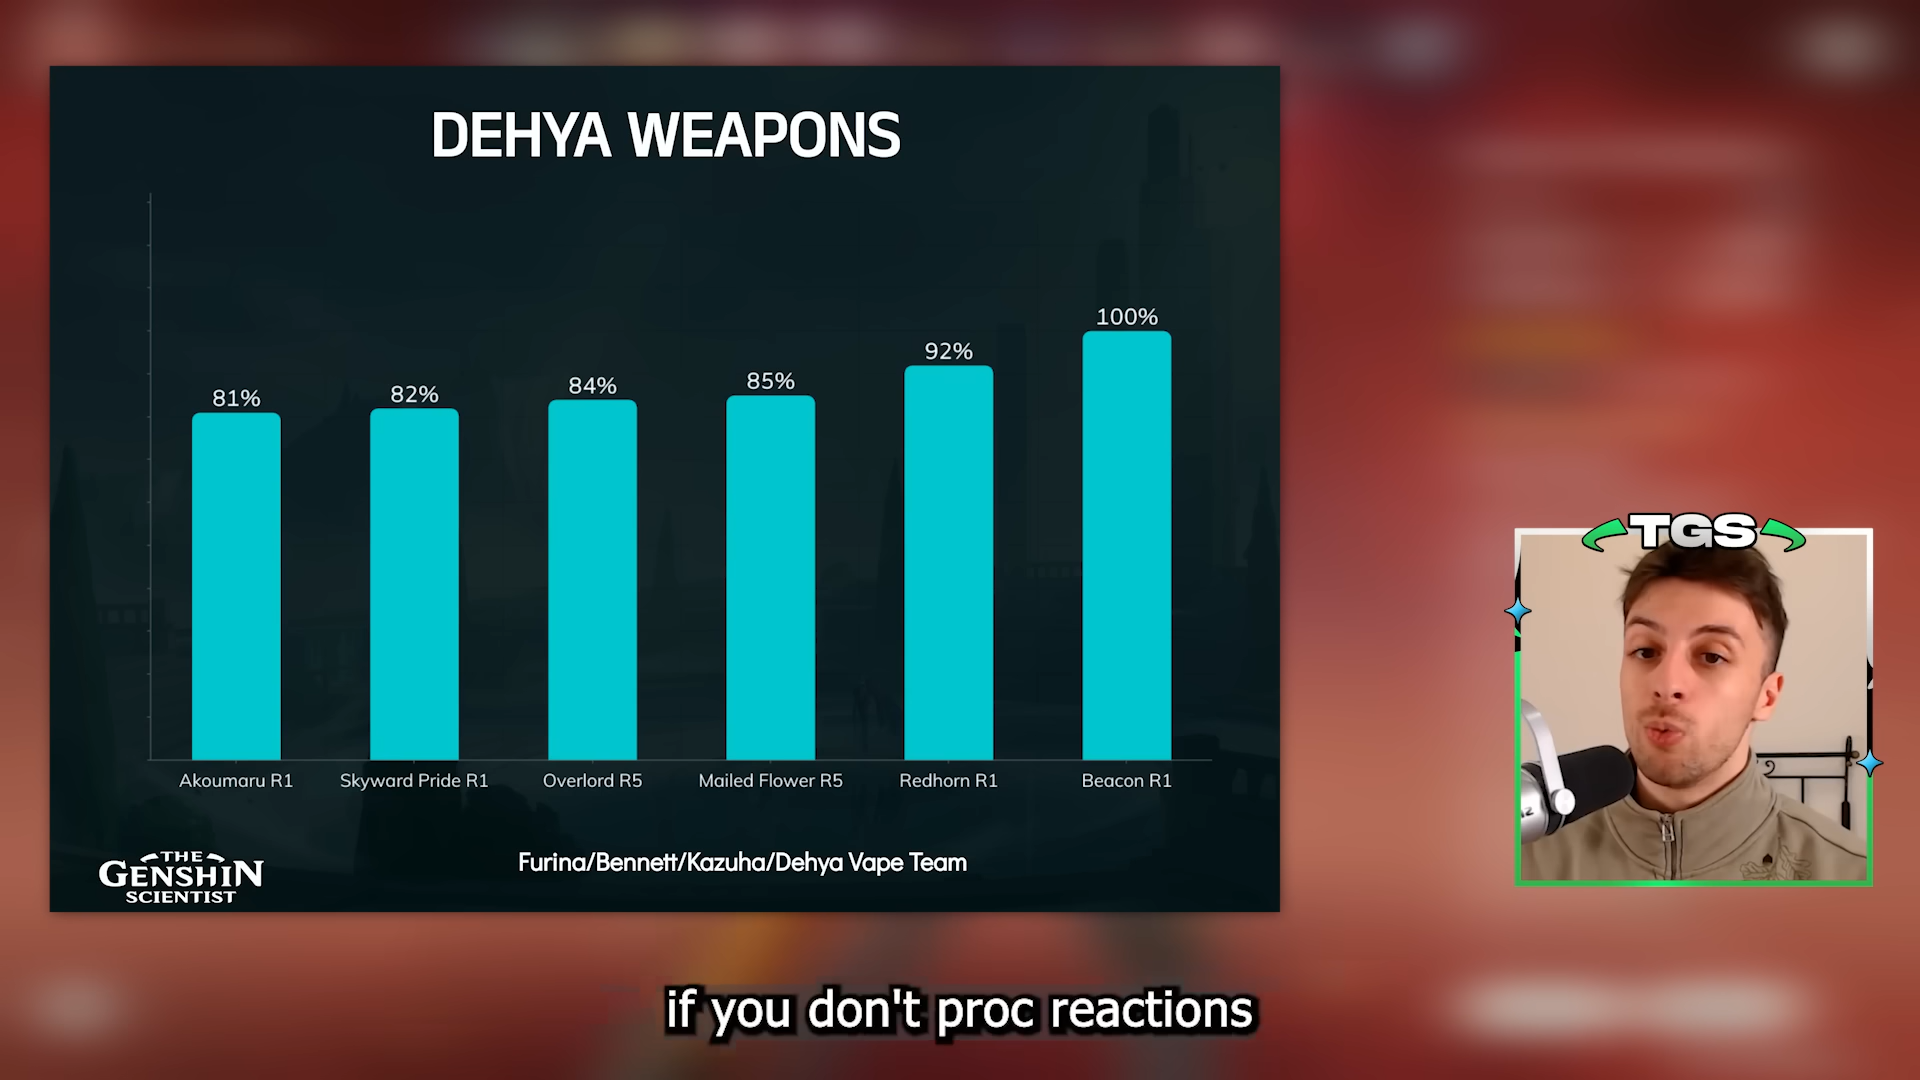 DEHYA WEAPONS
81%
82%
84%
85%
92%
100%
Akoumaru R1
Skyward Pride R1
Overlord R5
Mailed Flower R5
Redhorn R1
Beacon R1
Furina/Bennett/Kazuha/Dehya Vape Team
THE
GENSHIN
SCIENTIST
TGS
if you don't proc reactions